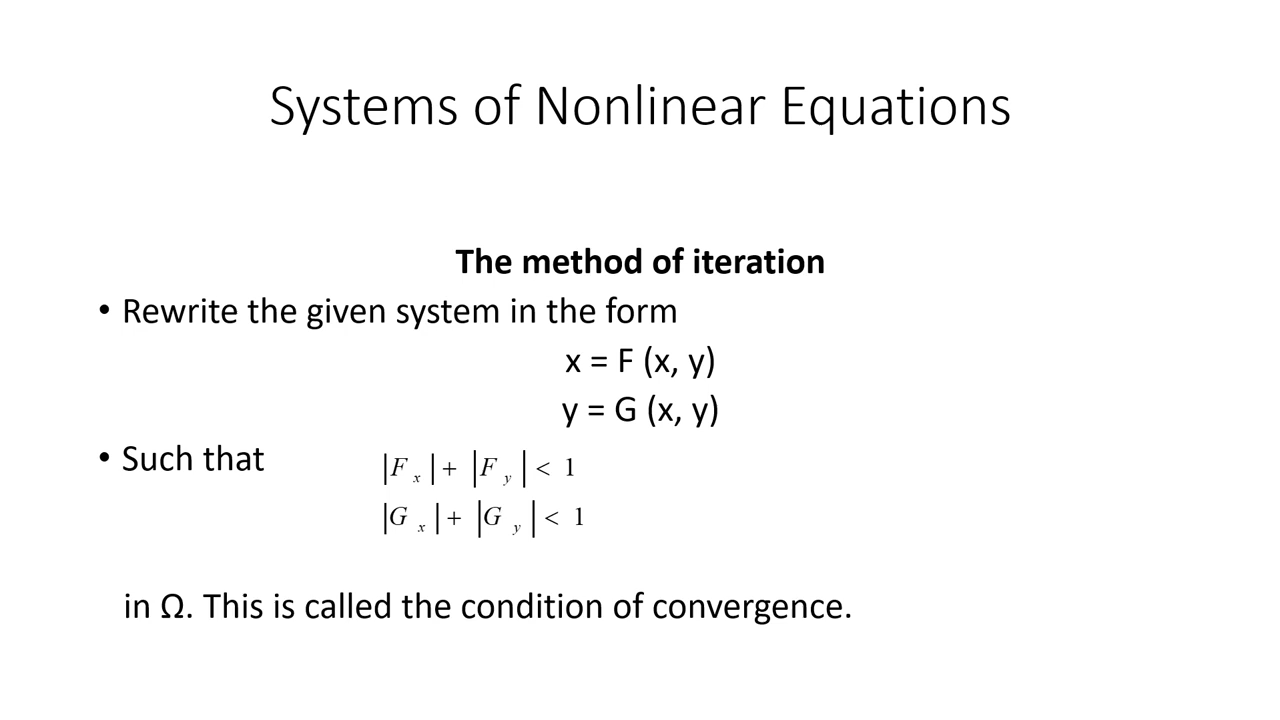 Systems of Nonlinear Equations
The method of iteration
• Rewrite the given system in the form
x = F (x, y)
y = G (x, y)
• Such that |F x| + |F y| < 1
|G x| + |G y| < 1
in Ω. This is called the condition of convergence.